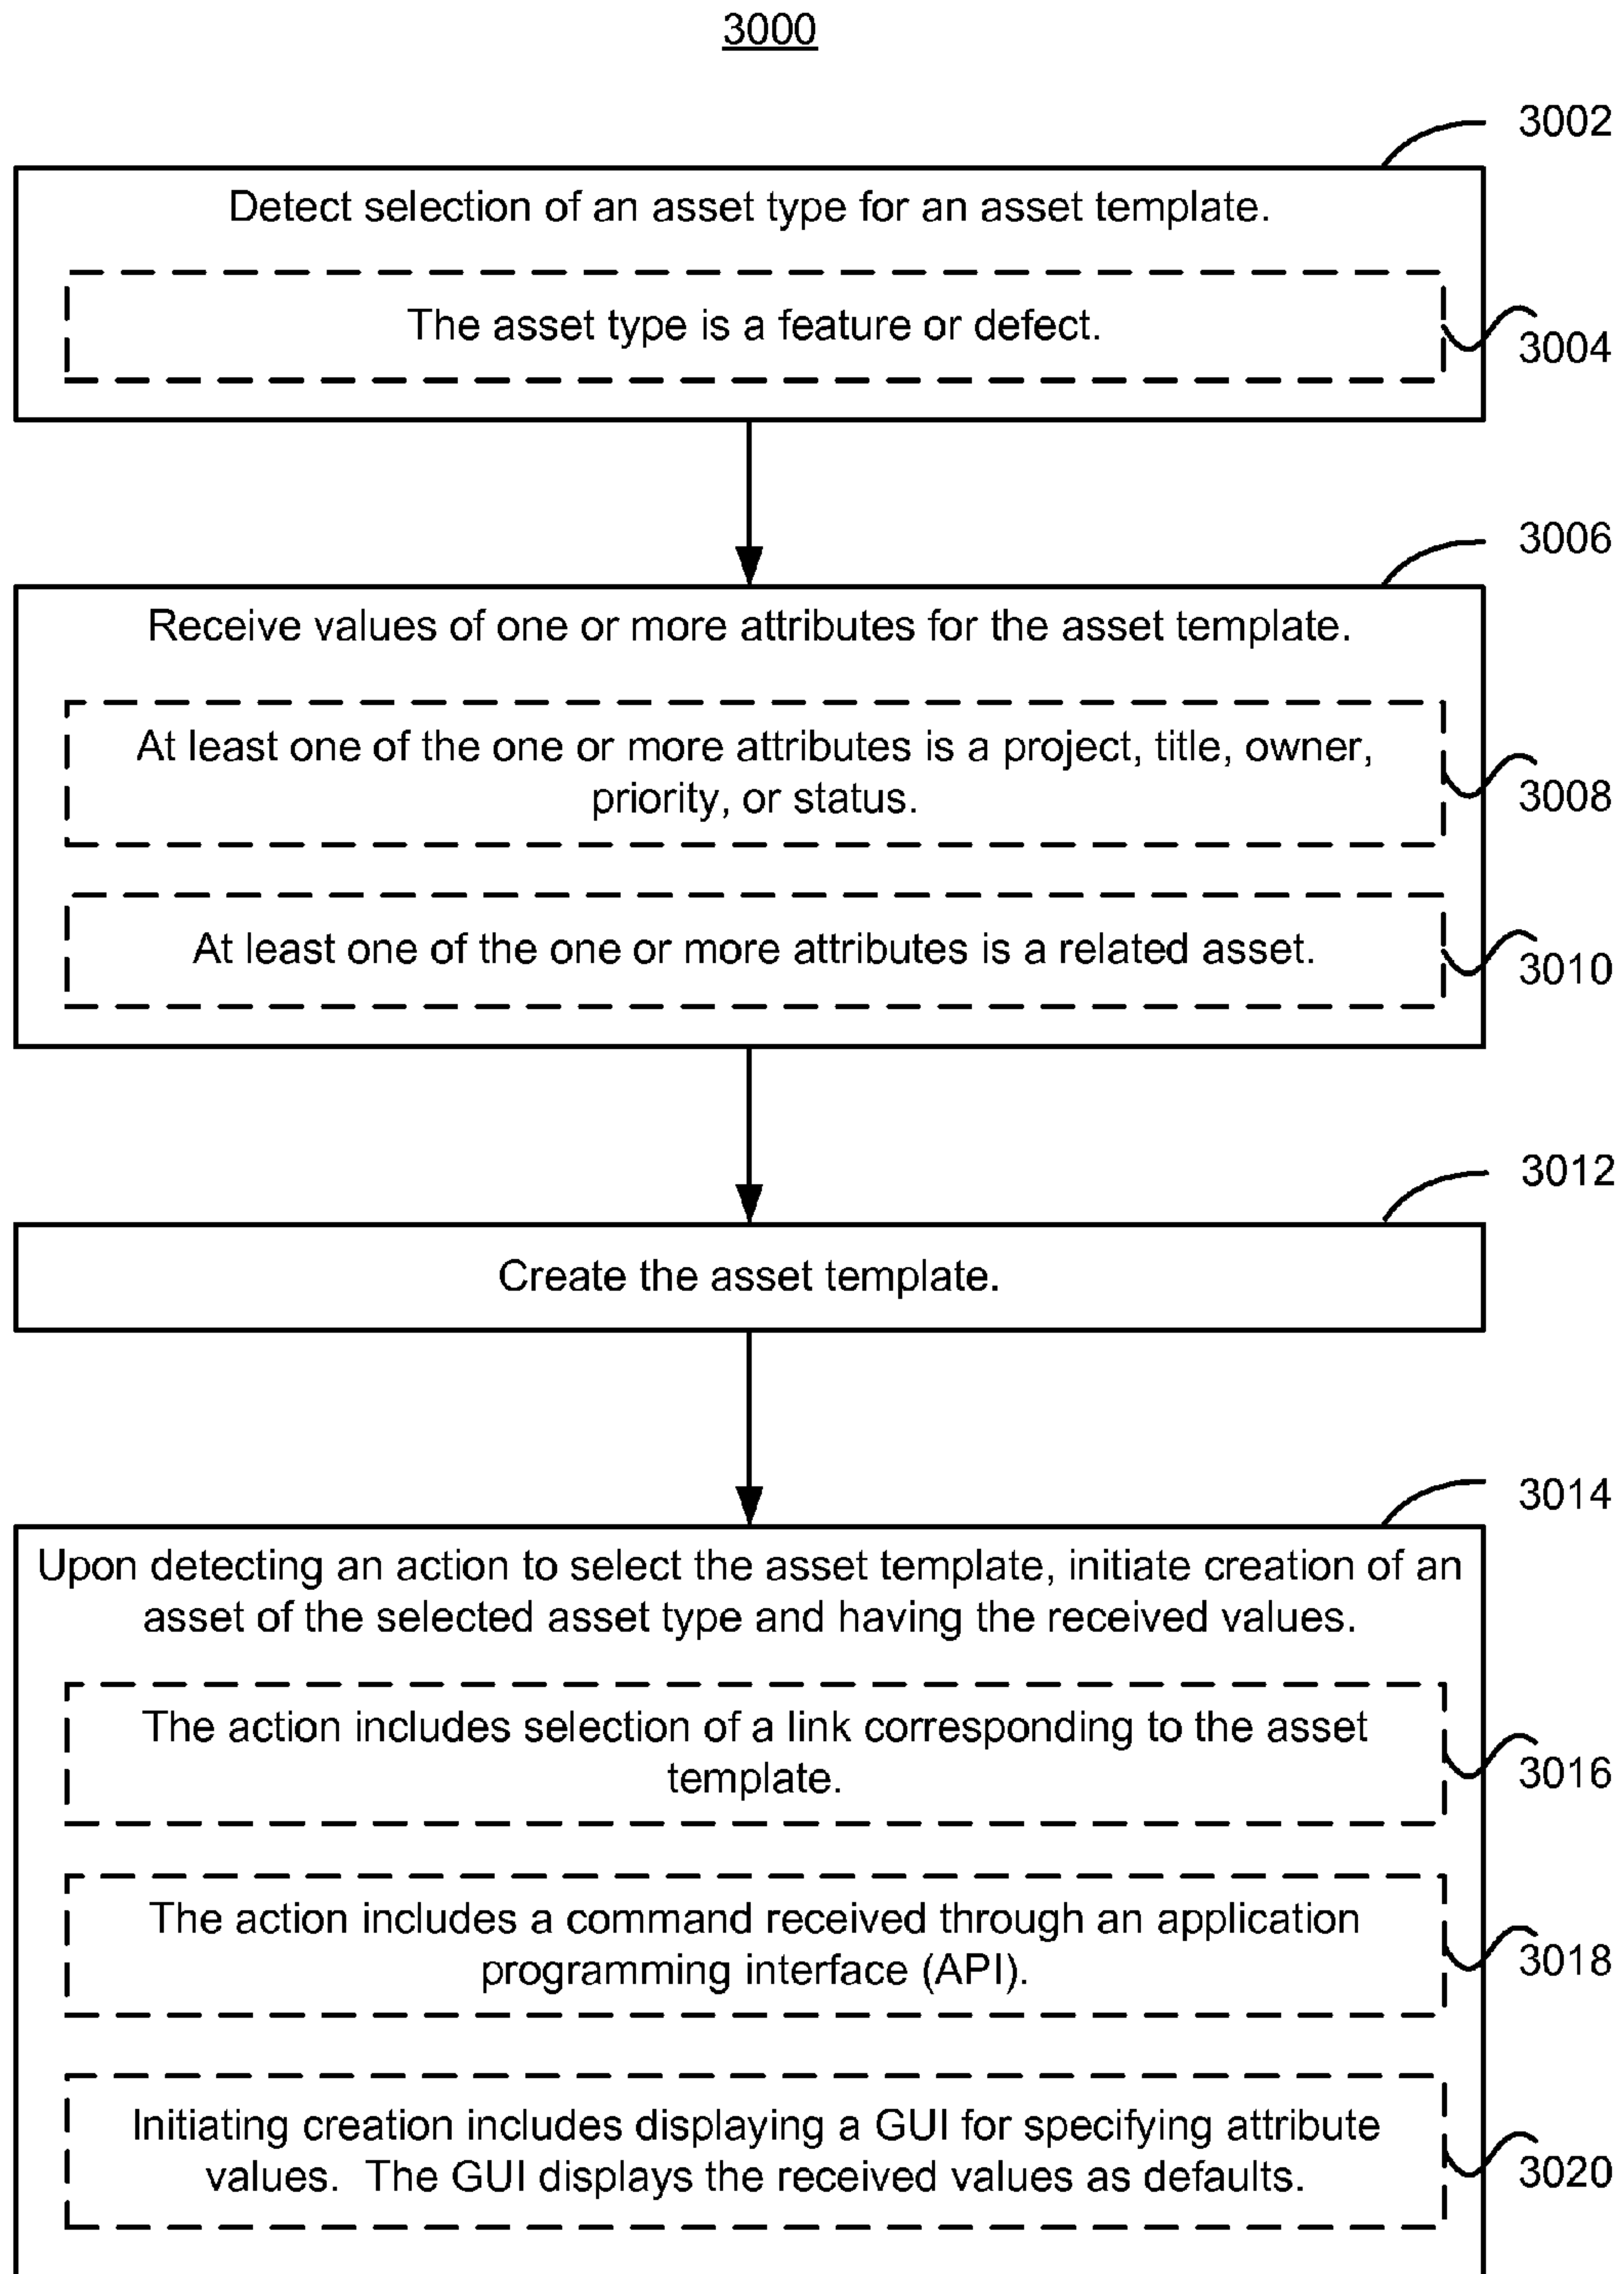 3000
3002
Detect selection of an asset type for an asset template.
The asset type is a feature or defect.
3004
3006
Receive values of one or more attributes for the asset template.
At least one of the one or more attributes is a project, title, owner,
priority, or status.
3008
At least one of the one or more attributes is a related asset.
3010
3012
Create the asset template.
3014
Upon detecting an action to select the asset template, initiate creation of an
asset of the selected asset type and having the received values.
The action includes selection of a link corresponding to the asset
template.
3016
The action includes a command received through an application
programming interface (API).
3018
Initiating creation includes displaying a GUI for specifying attribute
values.  The GUI displays the received values as defaults.
3020